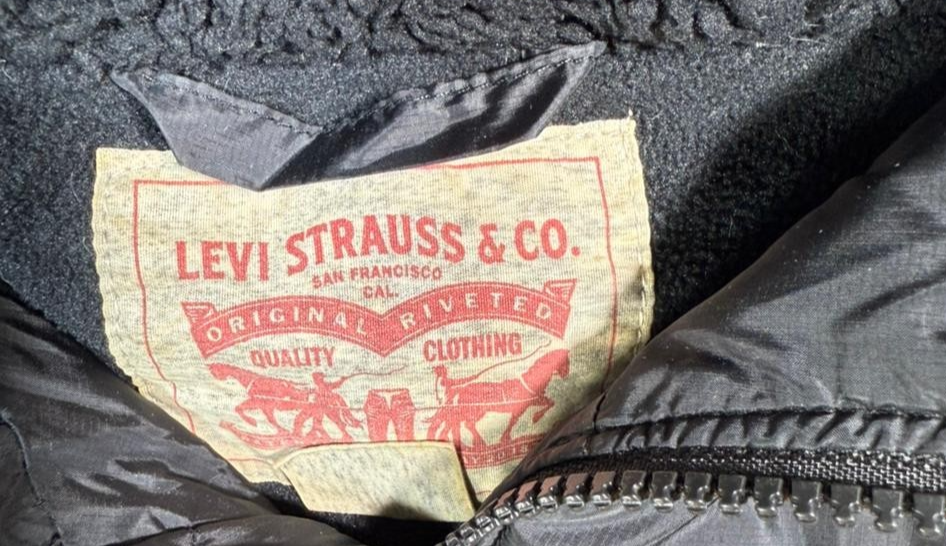 LEVI STRAUSS & CO.
SAN FRANCISCO
CAL.
ORIGINAL RIVETED
QUALITY CLOTHING